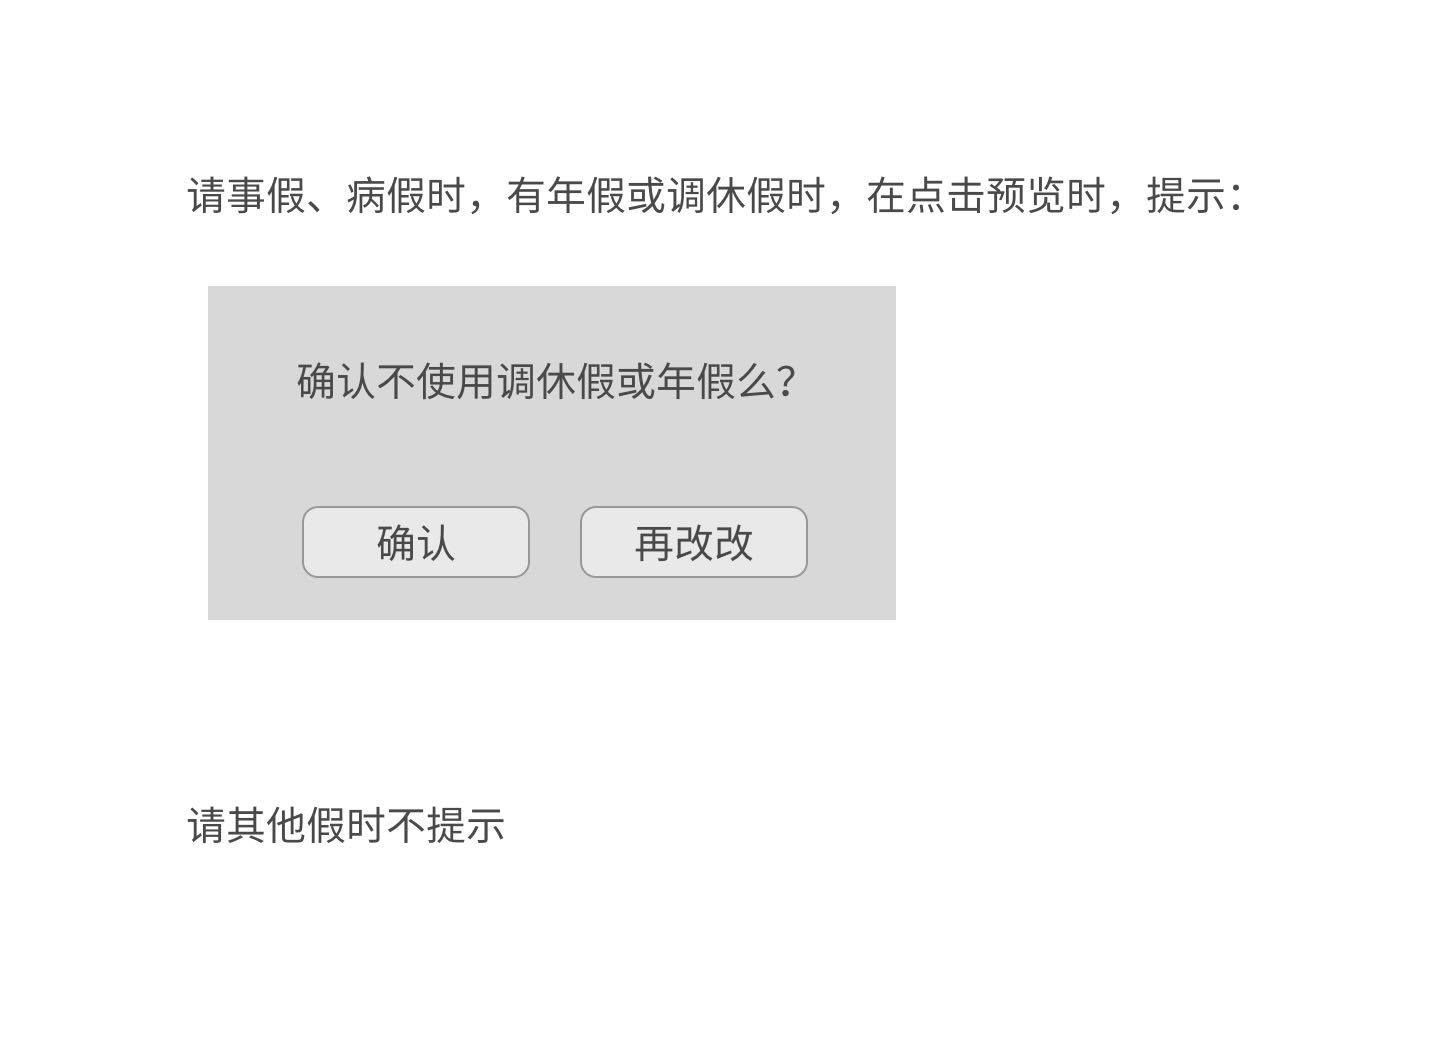 请事假、病假时，有年假或调休假时，在点击预览时，提示：
确认不使用调休假或年假么？
确认
再改改
请其他假时不提示